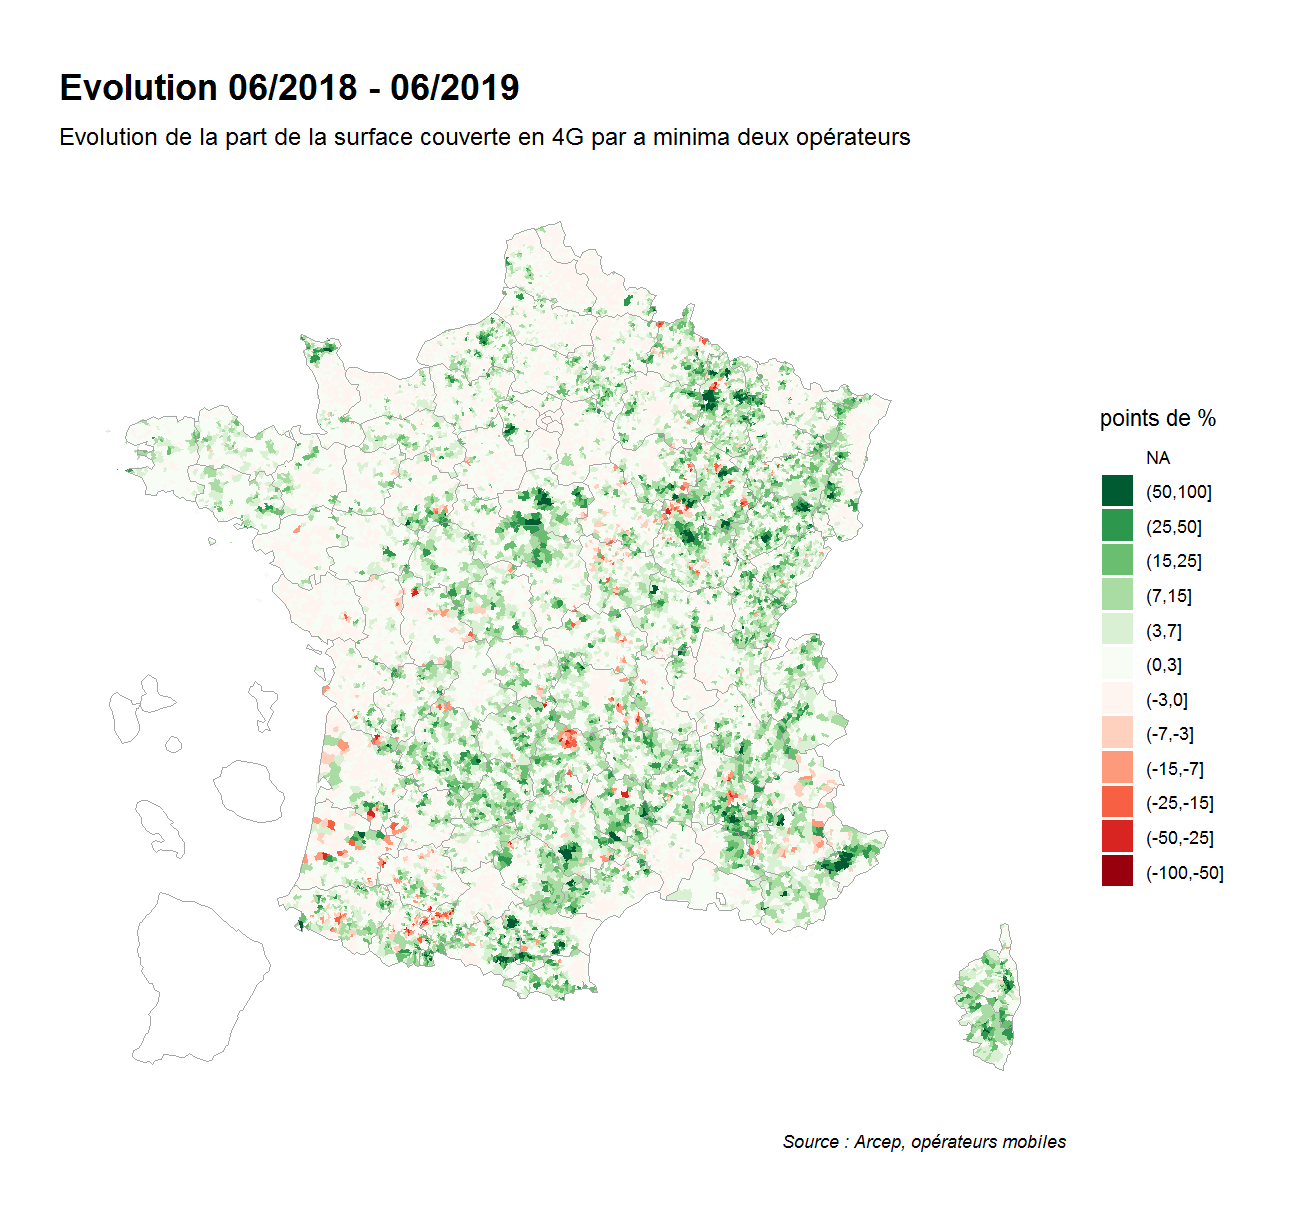 Evolution 06/2018 - 06/2019
Evolution de la part de la surface couverte en 4G par a minima deux opérateurs
points de %
NA
(50,100]
(25,50]
(15,25]
(7,15]
(3,7]
(0,3]
(-3,0]
(-7,-3]
(-15,-7]
(-25,-15]
(-50,-25]
(-100,-50]
Source : Arcep, opérateurs mobiles